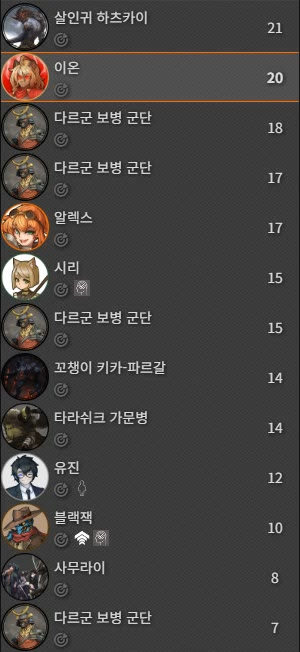 살인귀 하츠카이
21
이온
20
다르군 보병 군단
18
다르군 보병 군단
17
알렉스
17
시리
15
다르군 보병 군단
15
꼬챙이 키카-파르갈
14
타라쉬크 가문병
14
유진
12
블랙잭
10
사무라이
8
다르군 보병 군단
7